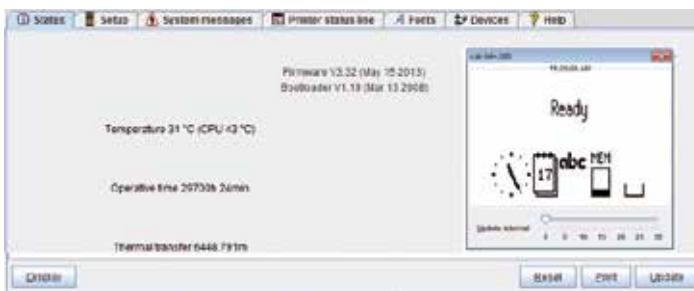 Status Setup System messages Printer status line Fonts Devices Help
Firmware V3.32 (May 15 2013)
Bootloader V1.19 (Mar 13 2008)
Temperature 31 °C (CPU 43 °C)
Operative time 29730h 24min
Thermal transfer 6448.791m
Ready
17 abc MEM
Update interval
Display Reset Print Update